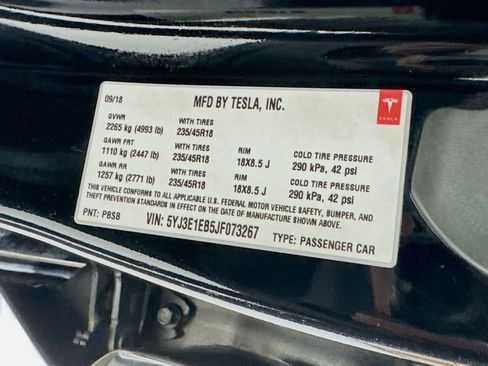 09/18 MFD BY TESLA, INC.
TESLA
GVWR WITH TIRES
2265 kg (4993 lb) 235/45R18
GAWR FRT WITH TIRES RIM COLD TIRE PRESSURE
1110 kg (2447 lb) 235/45R18 18X8.5 J 290 kPa, 42 psi
GAWR RR WITH TIRES RIM COLD TIRE PRESSURE
1257 kg (2771 lb) 235/45R18 18X8.5 J 290 kPa, 42 psi
THIS VEHICLE CONFORMS TO ALL APPLICABLE U.S. FEDERAL MOTOR VEHICLE SAFETY, BUMPER, AND
THEFT PREVENTION STANDARDS IN EFFECT ON THE DATE OF MANUFACTURE SHOWN ABOVE.
PNT: PBSB VIN: 5YJ3E1EB5JF073267 TYPE: PASSENGER CAR